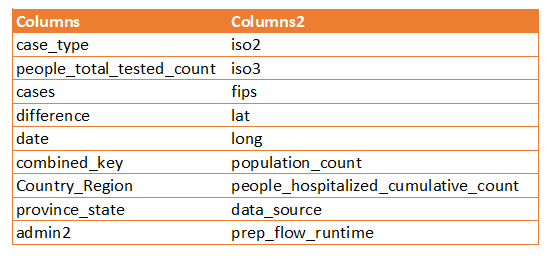 Columns Columns2
case_type iso2
people_total_tested_count iso3
cases fips
difference lat
date long
combined_key population_count
Country_Region people_hospitalized_cumulative_count
province_state data_source
admin2 prep_flow_runtime